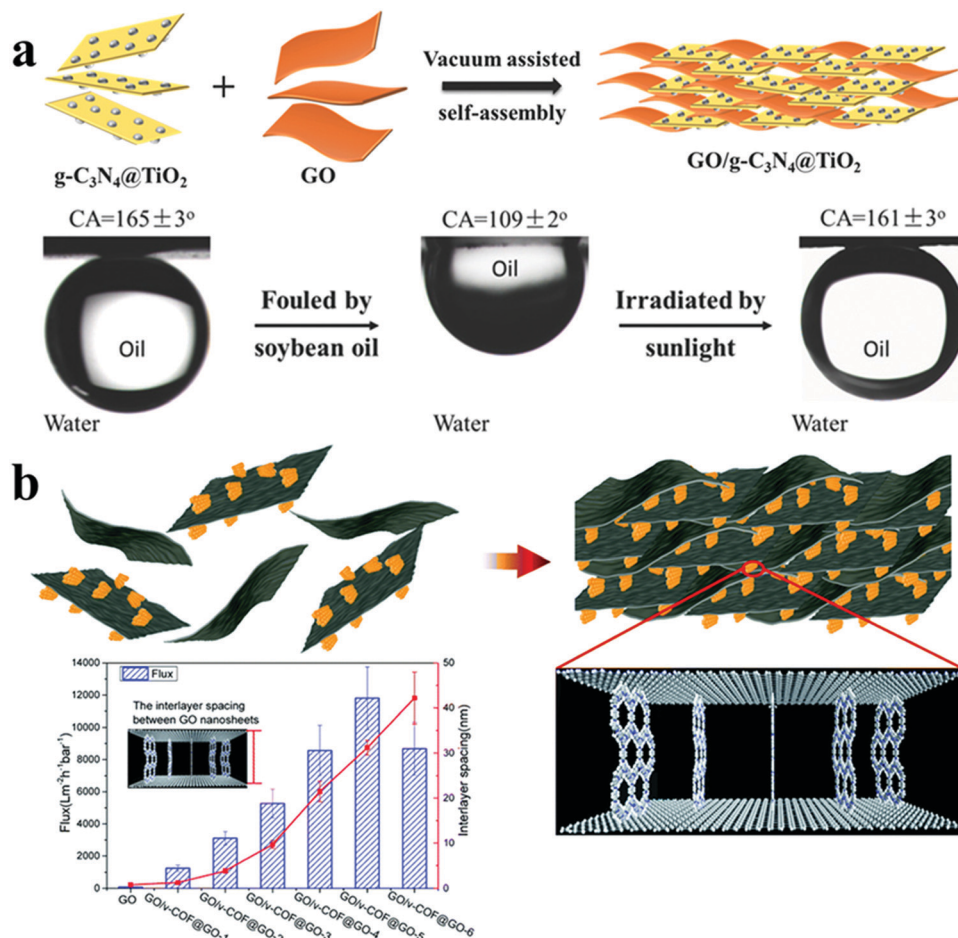 a
+
Vacuum assisted
self-assembly
g-C₃N₄@TiO₂
GO
GO/g-C₃N₄@TiO₂
CA=165±3°
CA=109±2°
CA=161±3°
Oil
Fouled by
soybean oil
Oil
Irradiated by
sunlight
Oil
Water
Water
Water
b
14000
12000
10000
8000
6000
4000
2000
0
Flux(Lm⁻²h⁻¹bar⁻¹)
Flux
The interlayer spacing
between GO nanosheets
50
40
30
20
10
0
Interlayer spacing(nm)
GO
GO/v-COF@GO-1
GO/v-COF@GO-2
GO/v-COF@GO-3
GO/v-COF@GO-4
GO/v-COF@GO-5
GO/v-COF@GO-6